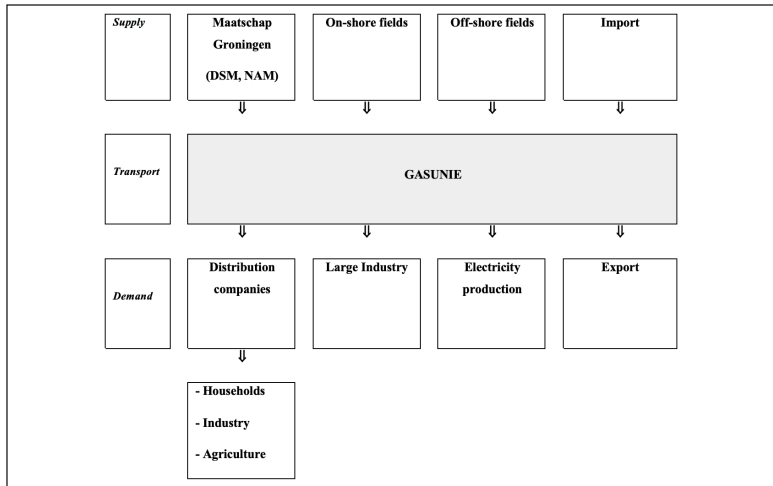 Supply
Maatschap
Groningen
(DSM, NAM)
On-shore fields
Off-shore fields
Import
⇓ ⇓ ⇓ ⇓
Transport
GASUNIE
⇓ ⇓ ⇓ ⇓
Demand
Distribution
companies
Large Industry
Electricity
production
Export
⇓
- Households
- Industry
- Agriculture